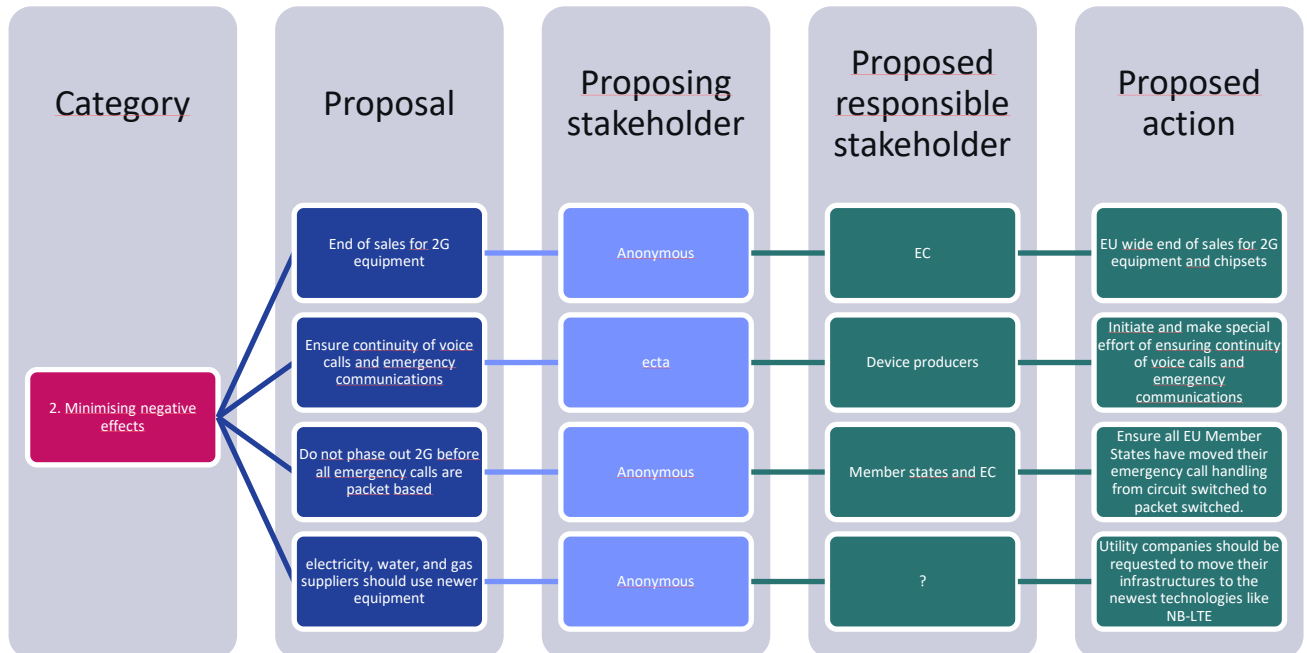 Category
Proposal
Proposing
stakeholder
Proposed
responsible
stakeholder
Proposed
action
2. Minimising negative
effects
End of sales for 2G
equipment
Anonymous
EC
EU wide end of sales for 2G
equipment and chipsets
Ensure continuity of voice
calls and emergency
communications
ecta
Device producers
Initiate and make special
effort of ensuring continuity
of voice calls and
emergency
communications
Do not phase out 2G before
all emergency calls are
packet based
Anonymous
Member states and EC
Ensure all EU Member
States have moved their
emergency call handling
from circuit switched to
packet switched.
electricity, water, and gas
suppliers should use newer
equipment
Anonymous
?
Utility companies should be
requested to move their
infrastructures to the
newest technologies like
NB-LTE